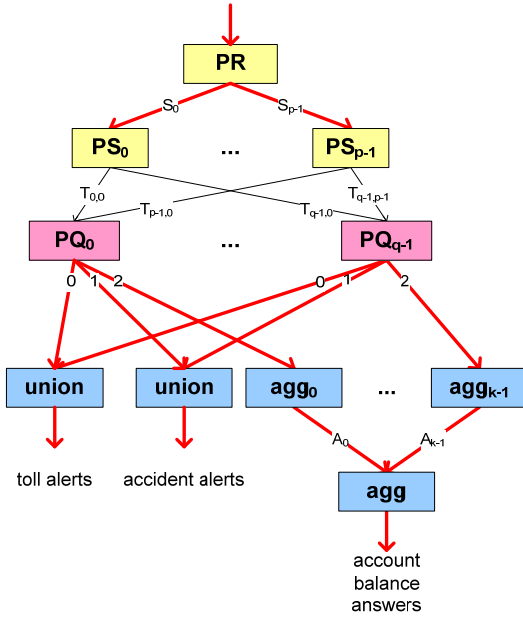 PR
S0 Sp-1
PS0 ... PSp-1
T0,0 Tp-1,0 Tq-1,0 Tq-1,p-1
PQ0 ... PQq-1
0 1 2 0 1 2
union union agg0 ... aggk-1
A0 Ak-1
toll alerts accident alerts
agg
account
balance
answers